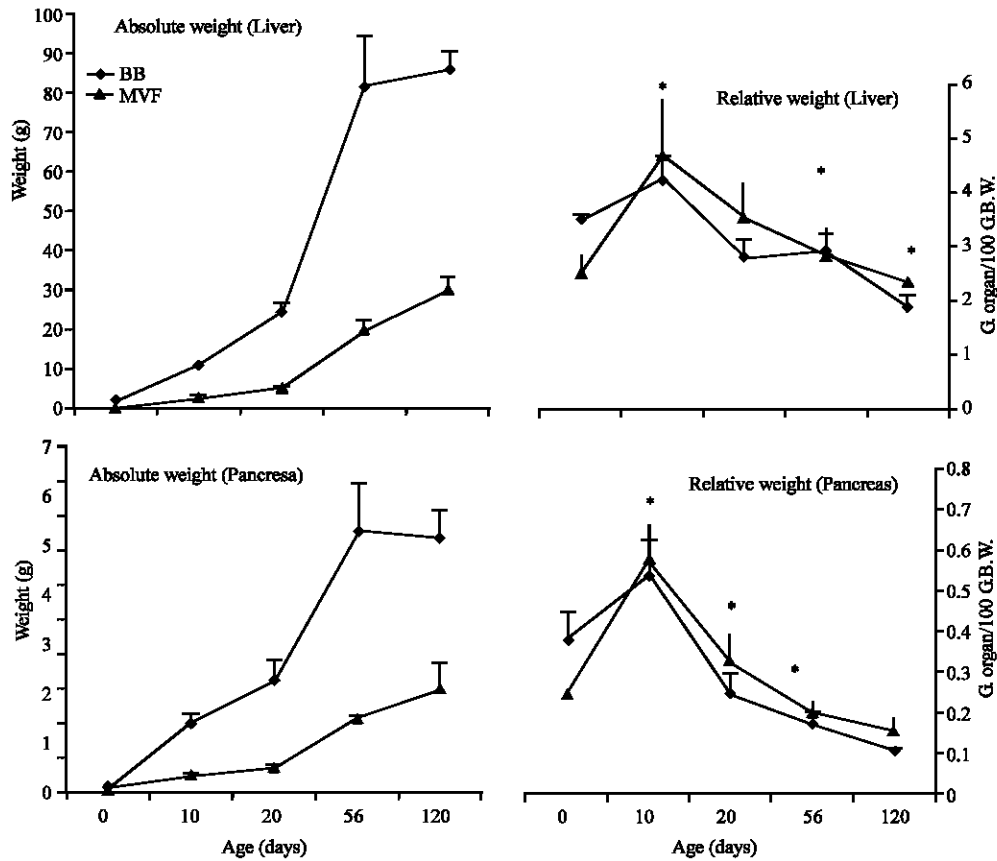 Absolute weight (Liver)
BB
MVF
Weight (g)
100
90
80
70
60
50
40
30
20
10
0
Relative weight (Liver)
* * *
6
5
4
3
2
1
0
G. organ/100 G.B.W.
Absolute weight (Pancresa)
Weight (g)
7
6
5
4
3
2
1
0
0 10 20 56 120
Age (days)
Relative weight (Pancreas)
* * *
0.8
0.7
0.6
0.5
0.4
0.3
0.2
0.1
0
G. organ/100 G.B.W.
0 10 20 56 120
Age (days)